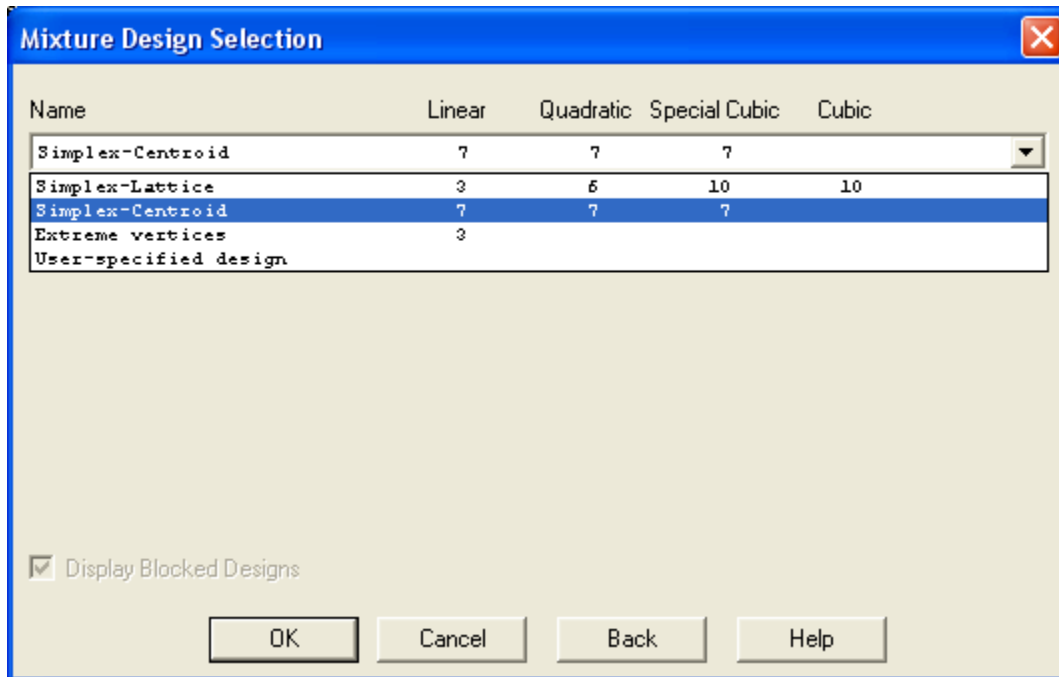 Mixture Design Selection
Name Linear Quadratic Special Cubic Cubic
Simplex-Centroid 7 7 7
Simplex-Lattice 3 6 10 10
Simplex-Centroid 7 7 7
Extreme vertices 3
User-specified design
Display Blocked Designs
OK Cancel Back Help